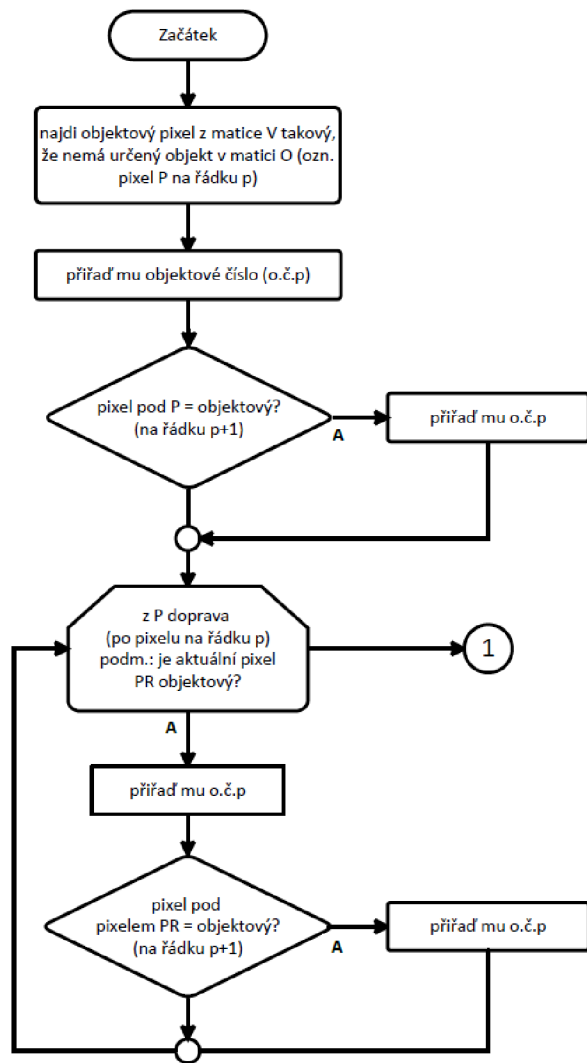 Začátek
najdi objektový pixel z matice V takový,
že nemá určený objekt v matici O (ozn.
pixel P na řádku p)
přiřaď mu objektové číslo (o.č.p)
pixel pod P = objektový?
(na řádku p+1)
A
přiřaď mu o.č.p
z P doprava
(po pixelu na řádku p)
podm.: je aktuální pixel
PR objektový?
1
A
přiřaď mu o.č.p
pixel pod
pixelem PR = objektový?
(na řádku p+1)
A
přiřaď mu o.č.p